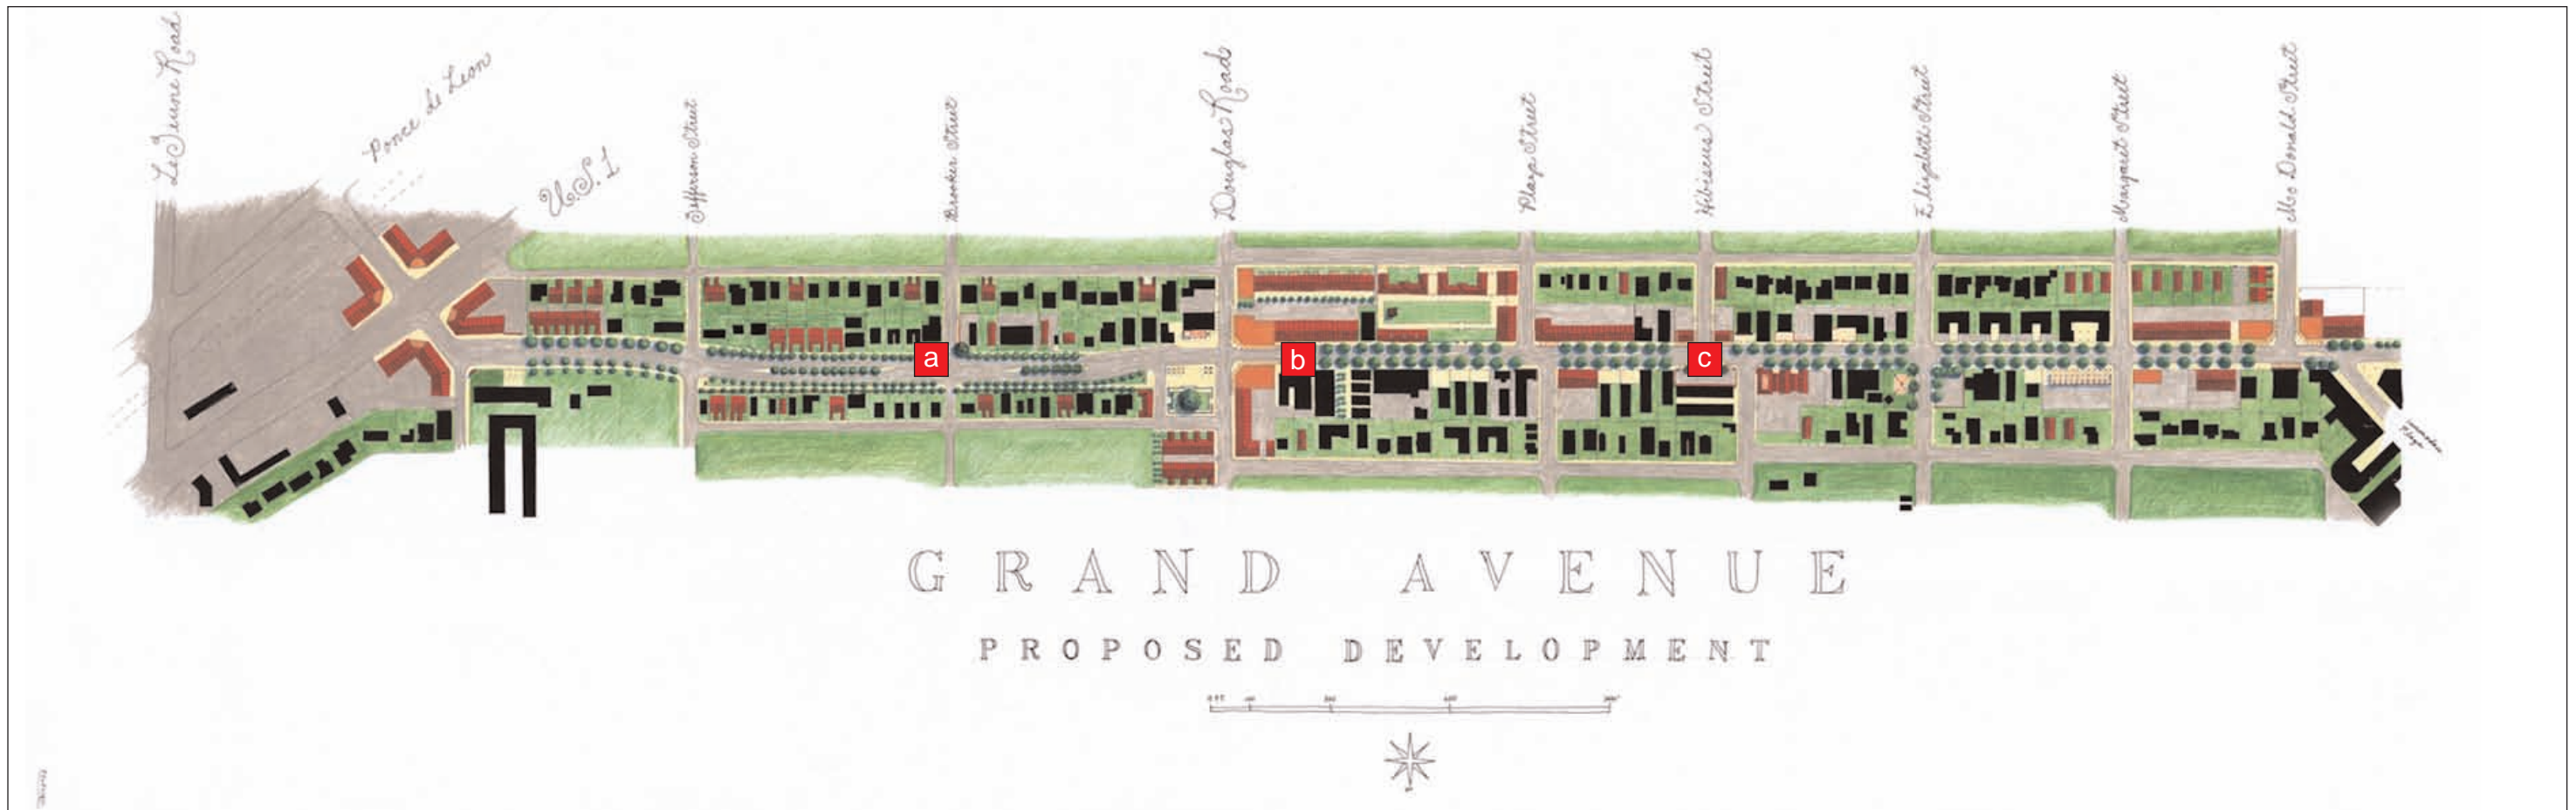 Le Jeune Road
Ponce de Leon
U.S. 1
Jefferson Street
Brooker Street
Douglas Road
Plaza Street
Hibiscus Street
Elizabeth Street
Margaret Street
Mc Donald Street
a
b
c
GRAND AVENUE
PROPOSED DEVELOPMENT